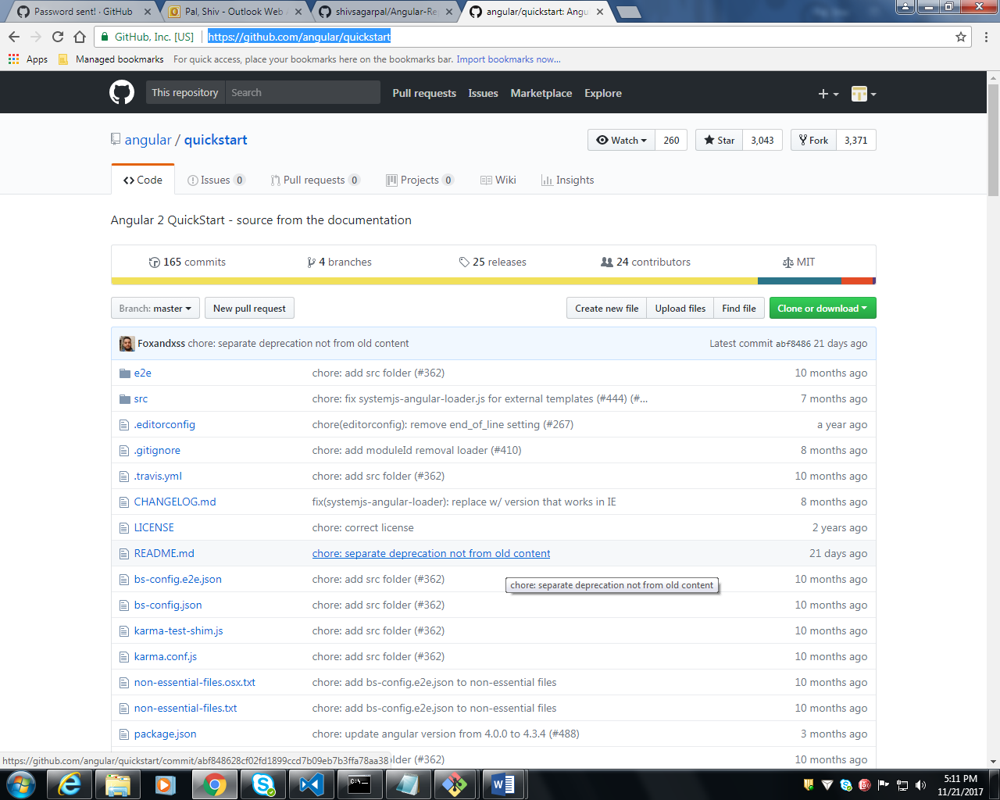 Password sent! · GitHub
Pal, Shiv - Outlook Web
shivsagarpal/Angular-Re
angular/quickstart: Angu
GitHub, Inc. [US] https://github.com/angular/quickstart
Apps Managed bookmarks For quick access, place your bookmarks here on the bookmarks bar. Import bookmarks now...
This repository Search Pull requests Issues Marketplace Explore
angular / quickstart
Watch 260 Star 3,043 Fork 3,371
Code Issues 0 Pull requests 0 Projects 0 Wiki Insights
Angular 2 QuickStart - source from the documentation
165 commits 4 branches 25 releases 24 contributors MIT
Branch: master New pull request Create new file Upload files Find file Clone or download
Foxandxss chore: separate deprecation not from old content Latest commit abf8486 21 days ago
e2e chore: add src folder (#362) 10 months ago
src chore: fix systemjs-angular-loader.js for external templates (#444) (#... 7 months ago
.editorconfig chore(editorconfig): remove end_of_line setting (#267) a year ago
.gitignore chore: add moduleId removal loader (#410) 8 months ago
.travis.yml chore: add src folder (#362) 10 months ago
CHANGELOG.md fix(systemjs-angular-loader): replace w/ version that works in IE 8 months ago
LICENSE chore: correct license 2 years ago
README.md chore: separate deprecation not from old content 21 days ago
bs-config.e2e.json chore: add src folder (#362) 10 months ago
chore: separate deprecation not from old content
bs-config.json chore: add src folder (#362) 10 months ago
karma-test-shim.js chore: add src folder (#362) 10 months ago
karma.conf.js chore: add src folder (#362) 10 months ago
non-essential-files.osx.txt chore: add bs-config.e2e.json to non-essential files 10 months ago
non-essential-files.txt chore: add bs-config.e2e.json to non-essential files 10 months ago
package.json chore: update angular version from 4.0.0 to 4.3.4 (#488) 3 months ago
https://github.com/angular/quickstart/commit/abf848628cf02fd1899ccd7b09eb7b3ffa78aa38 lder (#362) 10 months ago
5:11 PM
11/21/2017